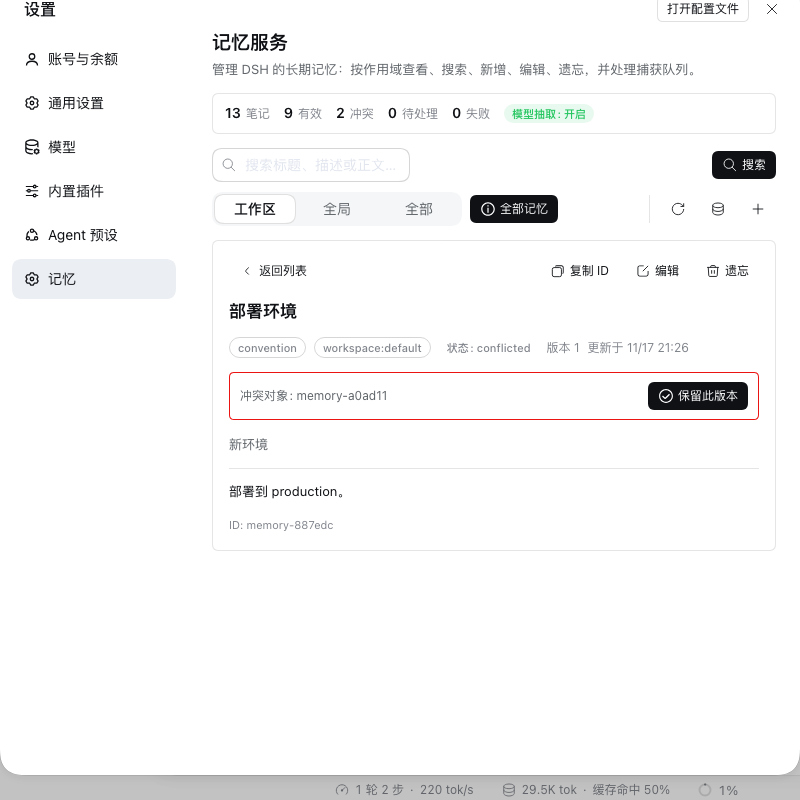 设置
打开配置文件
账号与余额
通用设置
模型
内置插件
Agent 预设
记忆
记忆服务
管理 DSH 的长期记忆：按作用域查看、搜索、新增、编辑、遗忘，并处理捕获队列。
13 笔记 9 有效 2 冲突 0 待处理 0 失败 模型抽取: 开启
搜索标题、描述或正文... 搜索
工作区 全局 全部 全部记忆
返回列表 复制 ID 编辑 遗忘
部署环境
convention workspace:default 状态: conflicted 版本 1 更新于 11/17 21:26
冲突对象: memory-a0ad11 保留此版本
新环境
部署到 production。
ID: memory-887edc
1 轮 2 步 · 220 tok/s 29.5K tok · 缓存命中 50% 1%